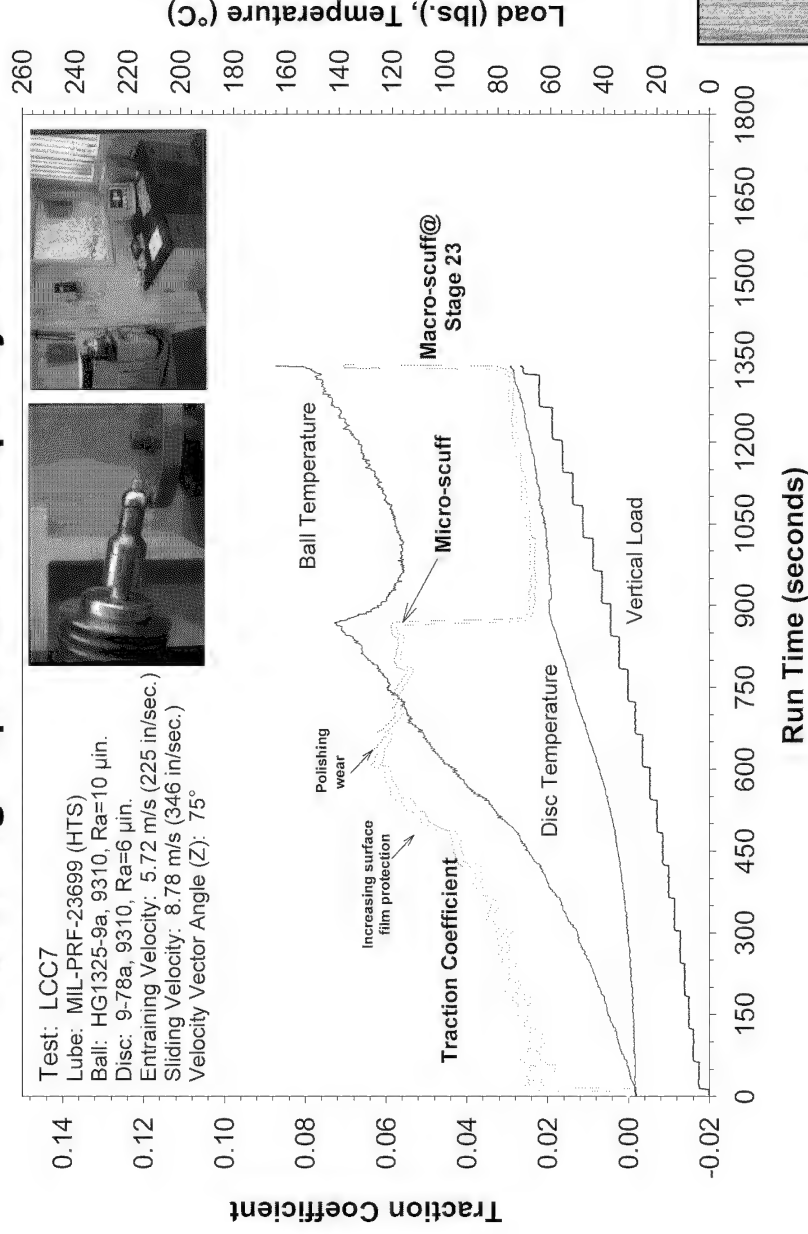 Test: LCC7
Lube: MIL-PRF-23699 (HTS)
Ball: HG1325-9a, 9310, Ra=10 µin.
Disc: 9-78a, 9310, Ra=6 µin.
Entraining Velocity: 5.72 m/s (225 in/sec.)
Sliding Velocity: 8.78 m/s (346 in/sec.)
Velocity Vector Angle (Z): 75°
Traction Coefficient
0.14
0.12
0.10
0.08
0.06
0.04
0.02
0.00
-0.02
Load (lbs.), Temperature (°C)
260
240
220
200
180
160
140
120
100
80
60
40
20
0
Ball Temperature
Polishing
wear
Increasing surface
film protection
Traction Coefficient
Micro-scuff
Macro-scuff@
Stage 23
Disc Temperature
Vertical Load
0
150
300
450
600
750
900
1050
1200
1350
1500
1650
1800
Run Time (seconds)